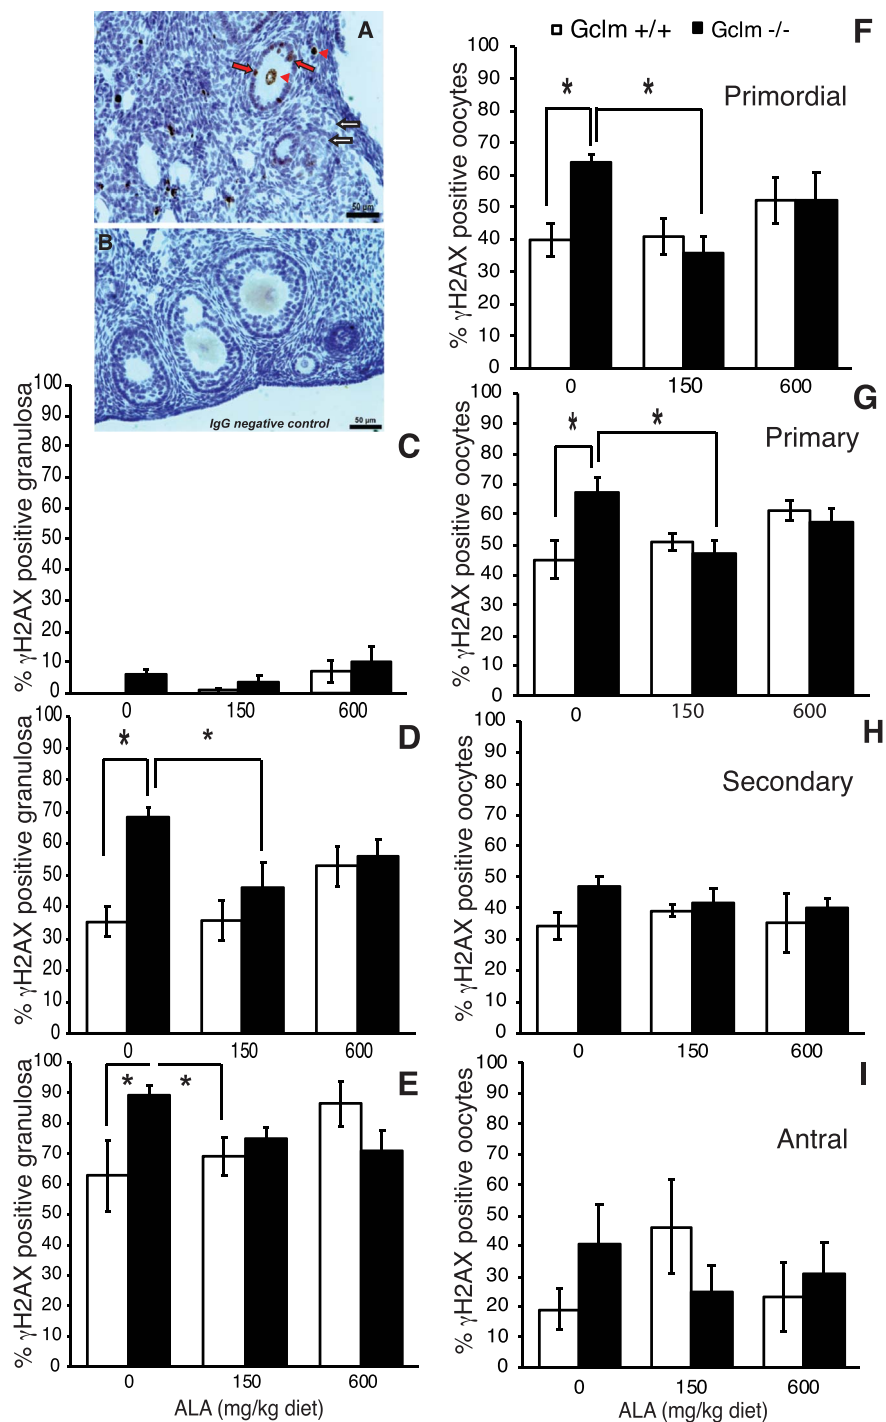 A
50 µm
B
IgG negative control
50 µm
C
% γH2AX positive granulosa
100
90
80
70
60
50
40
30
20
10
0
0 150 600
D
* *
% γH2AX positive granulosa
100
90
80
70
60
50
40
30
20
10
0
0 150 600
E
* *
% γH2AX positive granulosa
100
90
80
70
60
50
40
30
20
10
0
0 150 600
ALA (mg/kg diet)
Gclm +/+ Gclm -/-
F
Primordial
* *
% γH2AX positive oocytes
100
90
80
70
60
50
40
30
20
10
0
0 150 600
G
Primary
* *
% γH2AX positive oocytes
100
90
80
70
60
50
40
30
20
10
0
0 150 600
H
Secondary
% γH2AX positive oocytes
100
90
80
70
60
50
40
30
20
10
0
0 150 600
I
Antral
% γH2AX positive oocytes
100
90
80
70
60
50
40
30
20
10
0
0 150 600
ALA (mg/kg diet)